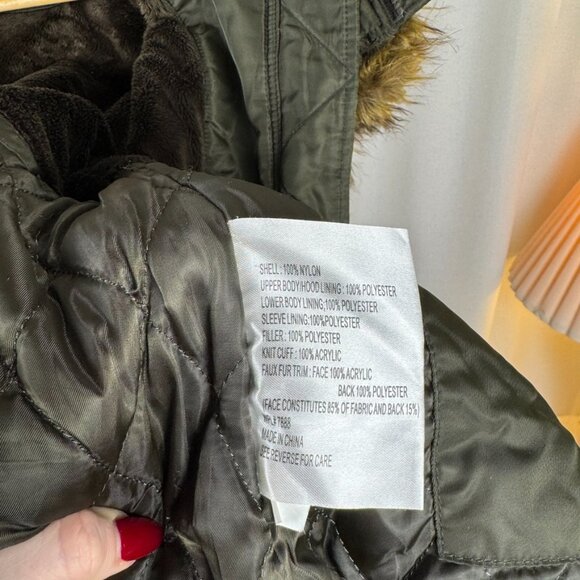 SHELL : 100% NYLON
UPPER BODY/HOOD LINING : 100% POLYESTER
LOWER BODY LINING;100% POLYESTER
SLEEVE LINING:100%POLYESTER
FILLER : 100% POLYESTER
KNIT CUFF : 100% ACRYLIC
FAUX FUR TRIM : FACE 100% ACRYLIC
BACK 100% POLYESTER
(FACE CONSTITUTES 85% OF FABRIC AND BACK 15%)
7888
MADE IN CHINA
SEE REVERSE FOR CARE